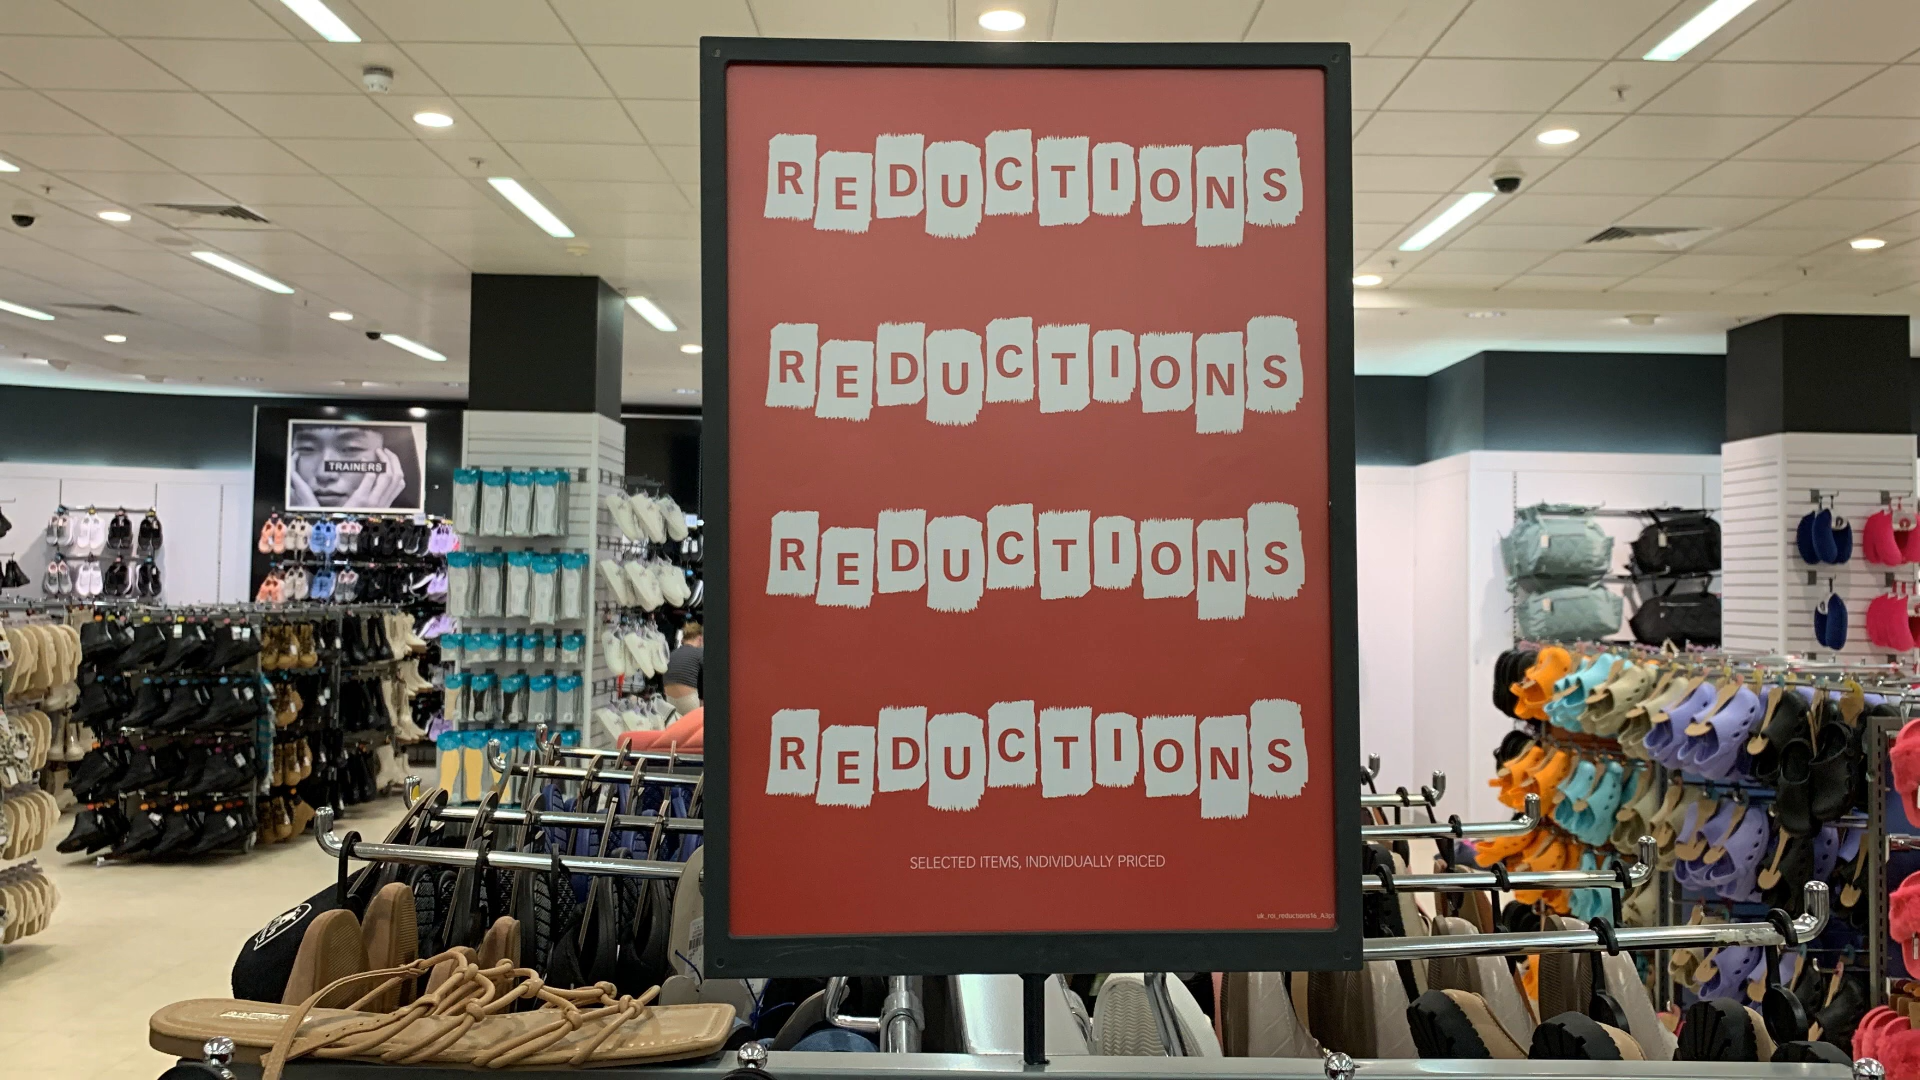 REDUCTIONS
REDUCTIONS
REDUCTIONS
REDUCTIONS
SELECTED ITEMS, INDIVIDUALLY PRICED
TRAINERS